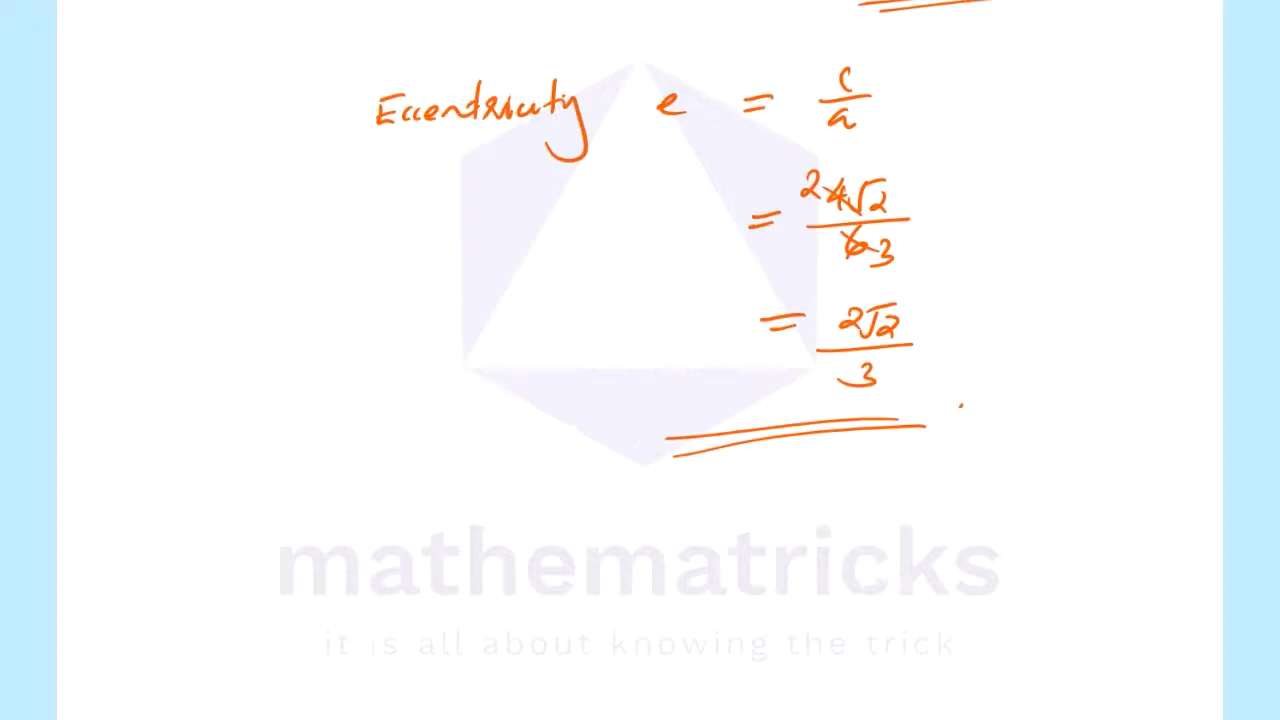 Eccentricity e = c/a
= 2 4√2 / 6 3
= 2√2 / 3
mathematricks
it is all about knowing the trick